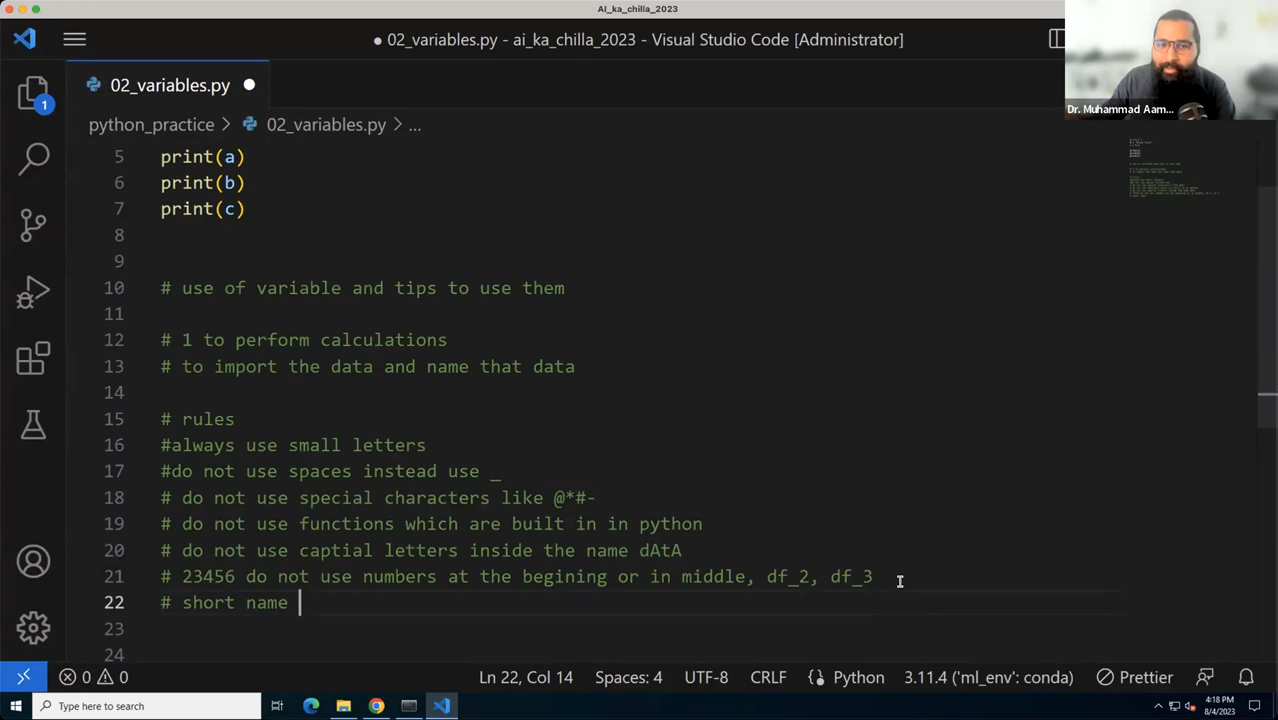 AI_ka_chilla_2023
● 02_variables.py - ai_ka_chilla_2023 - Visual Studio Code [Administrator]
Dr. Muhammad Aam...
1
02_variables.py
python_practice > 02_variables.py > ...
5 print(a)
6 print(b)
7 print(c)
8
9
10 # use of variable and tips to use them
11
12 # 1 to perform calculations
13 # to import the data and name that data
14
15 # rules
16 #always use small letters
17 #do not use spaces instead use _
18 # do not use special characters like @*#-
19 # do not use functions which are built in in python
20 # do not use captial letters inside the name dAtA
21 # 23456 do not use numbers at the begining or in middle, df_2, df_3
22 # short name
23
24
0 0 Ln 22, Col 14 Spaces: 4 UTF-8 CRLF Python 3.11.4 ('ml_env': conda) Prettier
Type here to search
4:18 PM
8/4/2023